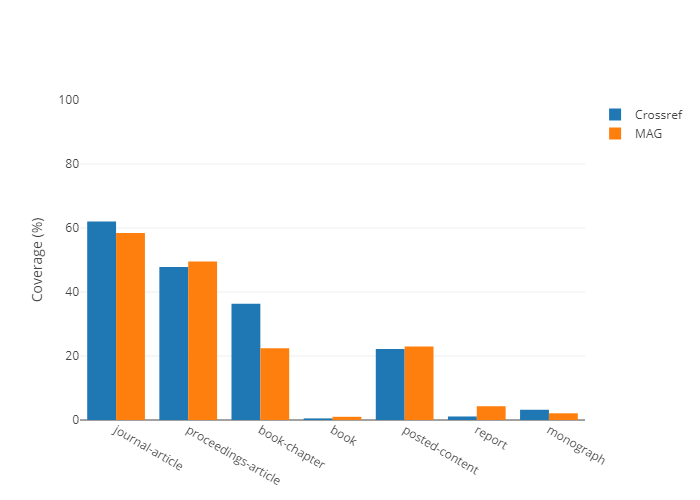 100
80
60
40
20
0
Coverage (%)
journal-article
proceedings-article
book-chapter
book
posted-content
report
monograph
Crossref
MAG